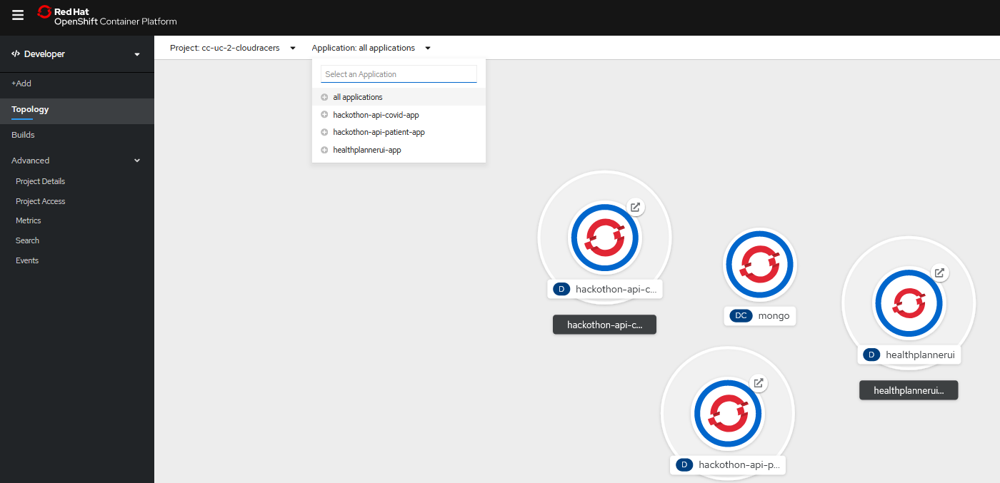 Red Hat
OpenShift Container Platform
Developer
Project: cc-uc-2-cloudracers
Application: all applications
+Add
Topology
Builds
Advanced
Project Details
Project Access
Metrics
Search
Events
Select an Application
all applications
hackothon-api-covid-app
hackothon-api-patient-app
healthplannerui-app
D hackothon-api-c...
hackothon-api-c...
DC mongo
D healthplannerui
healthplannerui...
D hackothon-api-p...